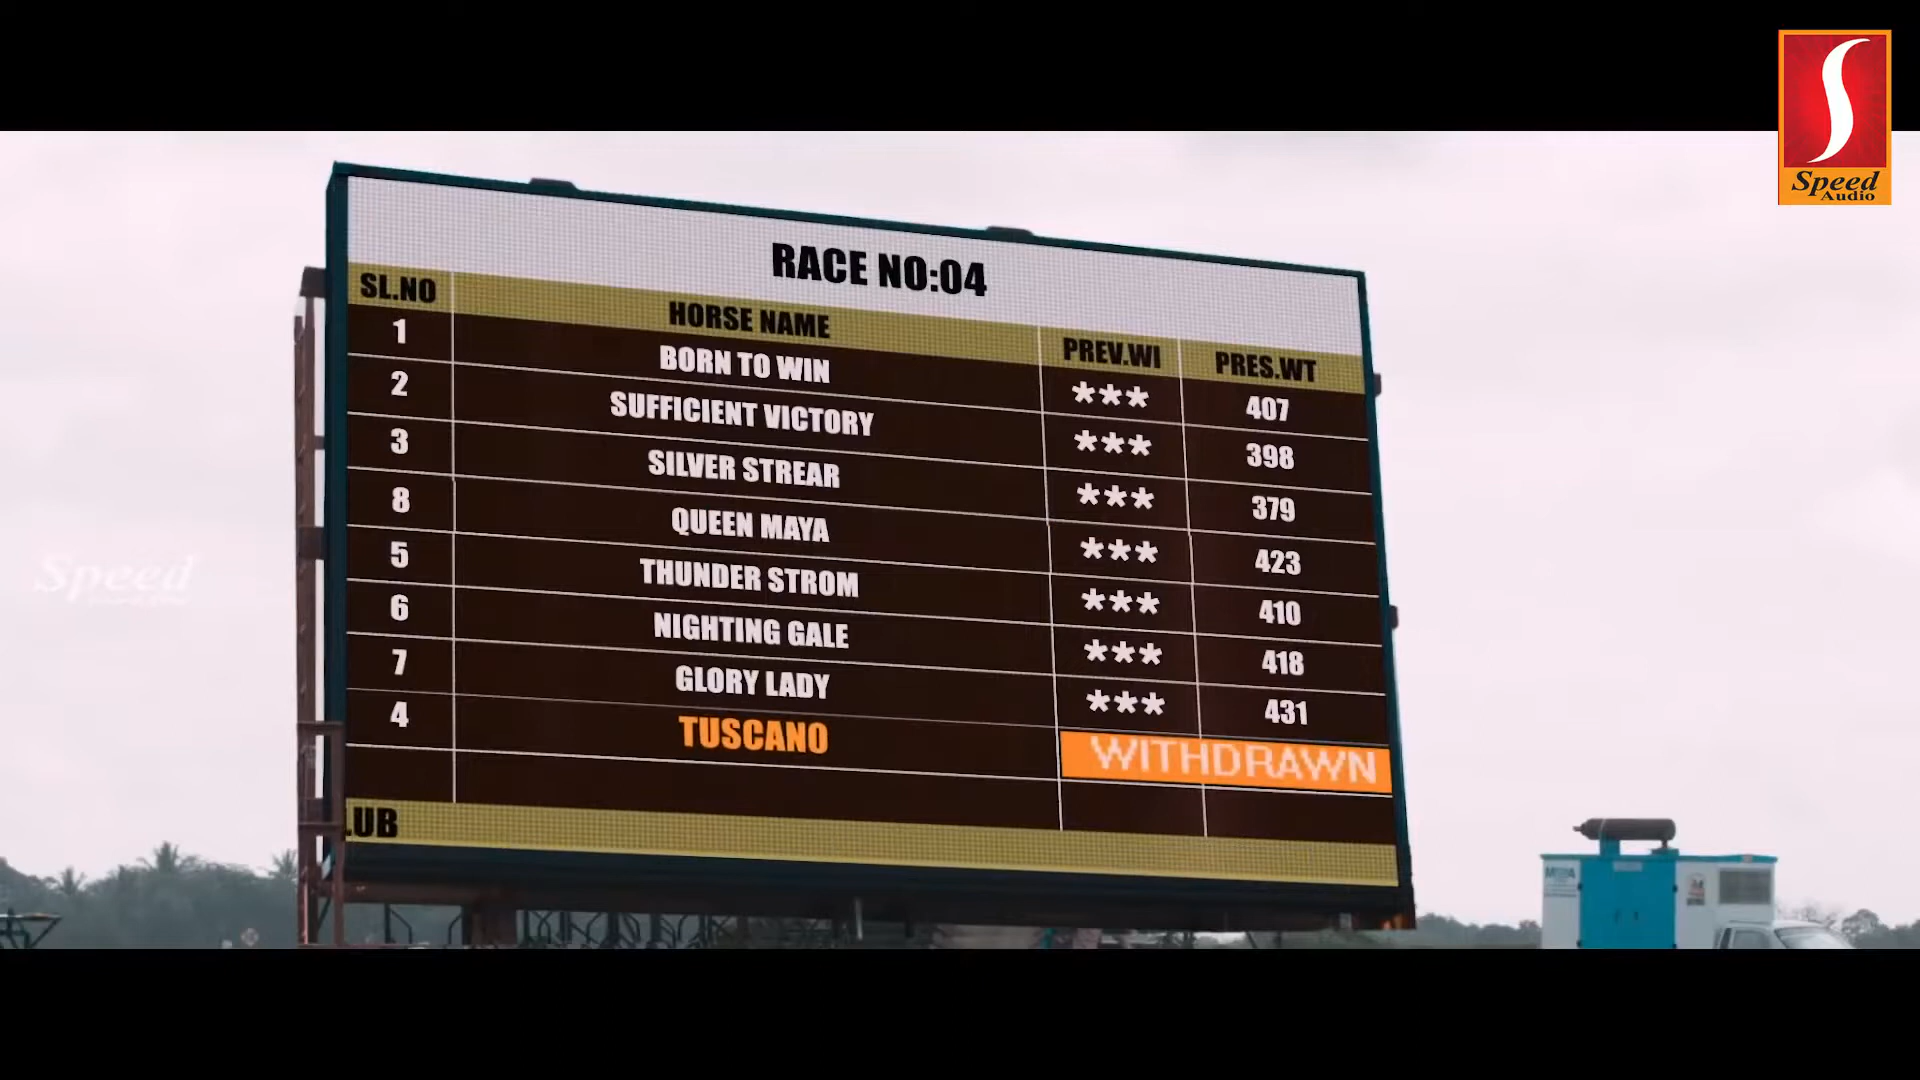 Speed
Audio
RACE NO:04
SL.NO HORSE NAME PREV.WI PRES.WT
1 BORN TO WIN *** 407
2 SUFFICIENT VICTORY *** 398
3 SILVER STREAR *** 379
8 QUEEN MAYA *** 423
5 THUNDER STROM *** 410
6 NIGHTING GALE *** 418
7 GLORY LADY *** 431
4 TUSCANO WITHDRAWN
.UB
Speed